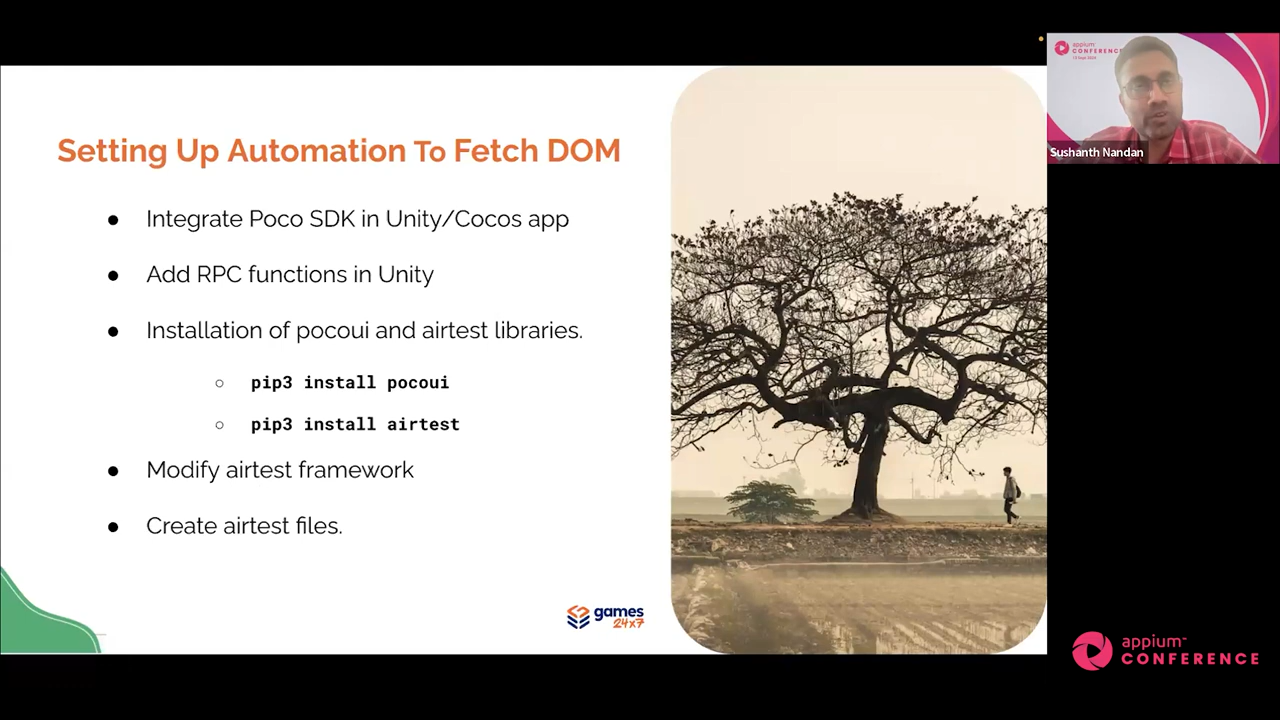 appium
CONFERENCE
Sushanth Nandan
Setting Up Automation To Fetch DOM
● Integrate Poco SDK in Unity/Cocos app
● Add RPC functions in Unity
● Installation of pocoui and airtest libraries.
○ pip3 install pocoui
○ pip3 install airtest
● Modify airtest framework
● Create airtest files.
games
24x7
appium
CONFERENCE